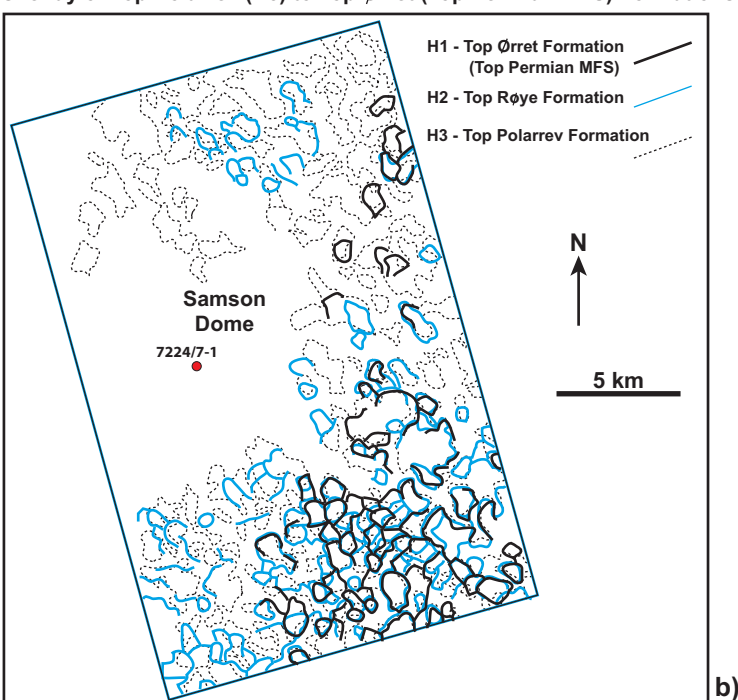 H1 - Top Ørret Formation
(Top Permian MFS)
H2 - Top Røye Formation
H3 - Top Polarrev Formation
N
Samson
Dome
7224/7-1
5 km
b)